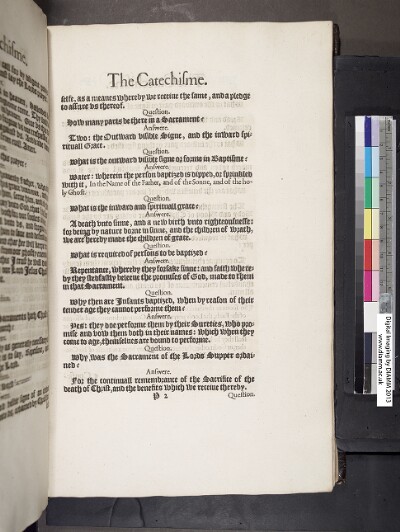 The Catechisme.
selfe, as a meanes whereby we receiue the same, and a pledge
to assure vs thereof.
Question.
How many parts be there in a Sacrament?
Answere.
Two: the Outward visible Signe, and the inward spi-
rituall Grace.
Question.
What is the outward visible signe or forme in Baptisme?
Answere.
Water: wherein the person baptized is dipped, or sprinkled
with it, In the Name of the Father, and of the Sonne, and of the ho-
ly Ghost.
Question.
What is the inward and spirituall grace?
Answere.
A death vnto sinne, and a new birth vnto righteousnesse:
for being by nature borne in sinne, and the children of wrath,
we are hereby made the children of grace.
Question.
What is required of persons to be baptized?
Answere.
Repentance, whereby they forsake sinne: and faith where-
by they stedfastly beleeue the promises of God, made to them
in that Sacrament.
Question.
Why then are Infants baptized, when by reason of their
tender age they cannot performe them?
Answere.
Yes: they doe performe them by their Sureties, who pro-
mise and vow them both in their names: which when they
come to age, themselues are bound to performe.
Question.
Why was the Sacrament of the Lords Supper ordai-
ned?
Answere.
For the continuall remembrance of the Sacrifice of the
death of Christ, and the benefits which we receiue thereby.
P 2 Question.
Digital Imaging by DIAMM 2013
www.diamm.ac.uk